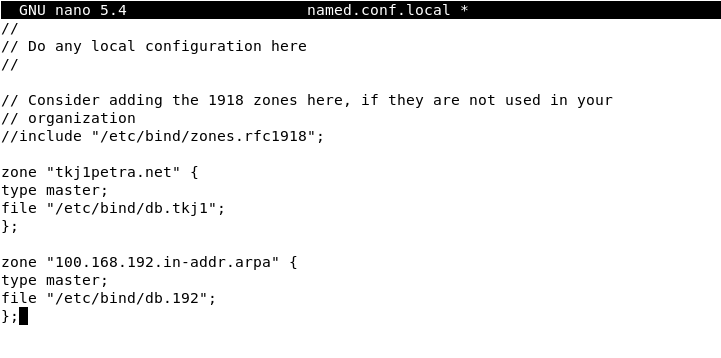 GNU nano 5.4 named.conf.local *
//
// Do any local configuration here
//
// Consider adding the 1918 zones here, if they are not used in your
// organization
//include "/etc/bind/zones.rfc1918";
zone "tkj1petra.net" {
type master;
file "/etc/bind/db.tkj1";
};
zone "100.168.192.in-addr.arpa" {
type master;
file "/etc/bind/db.192";
};